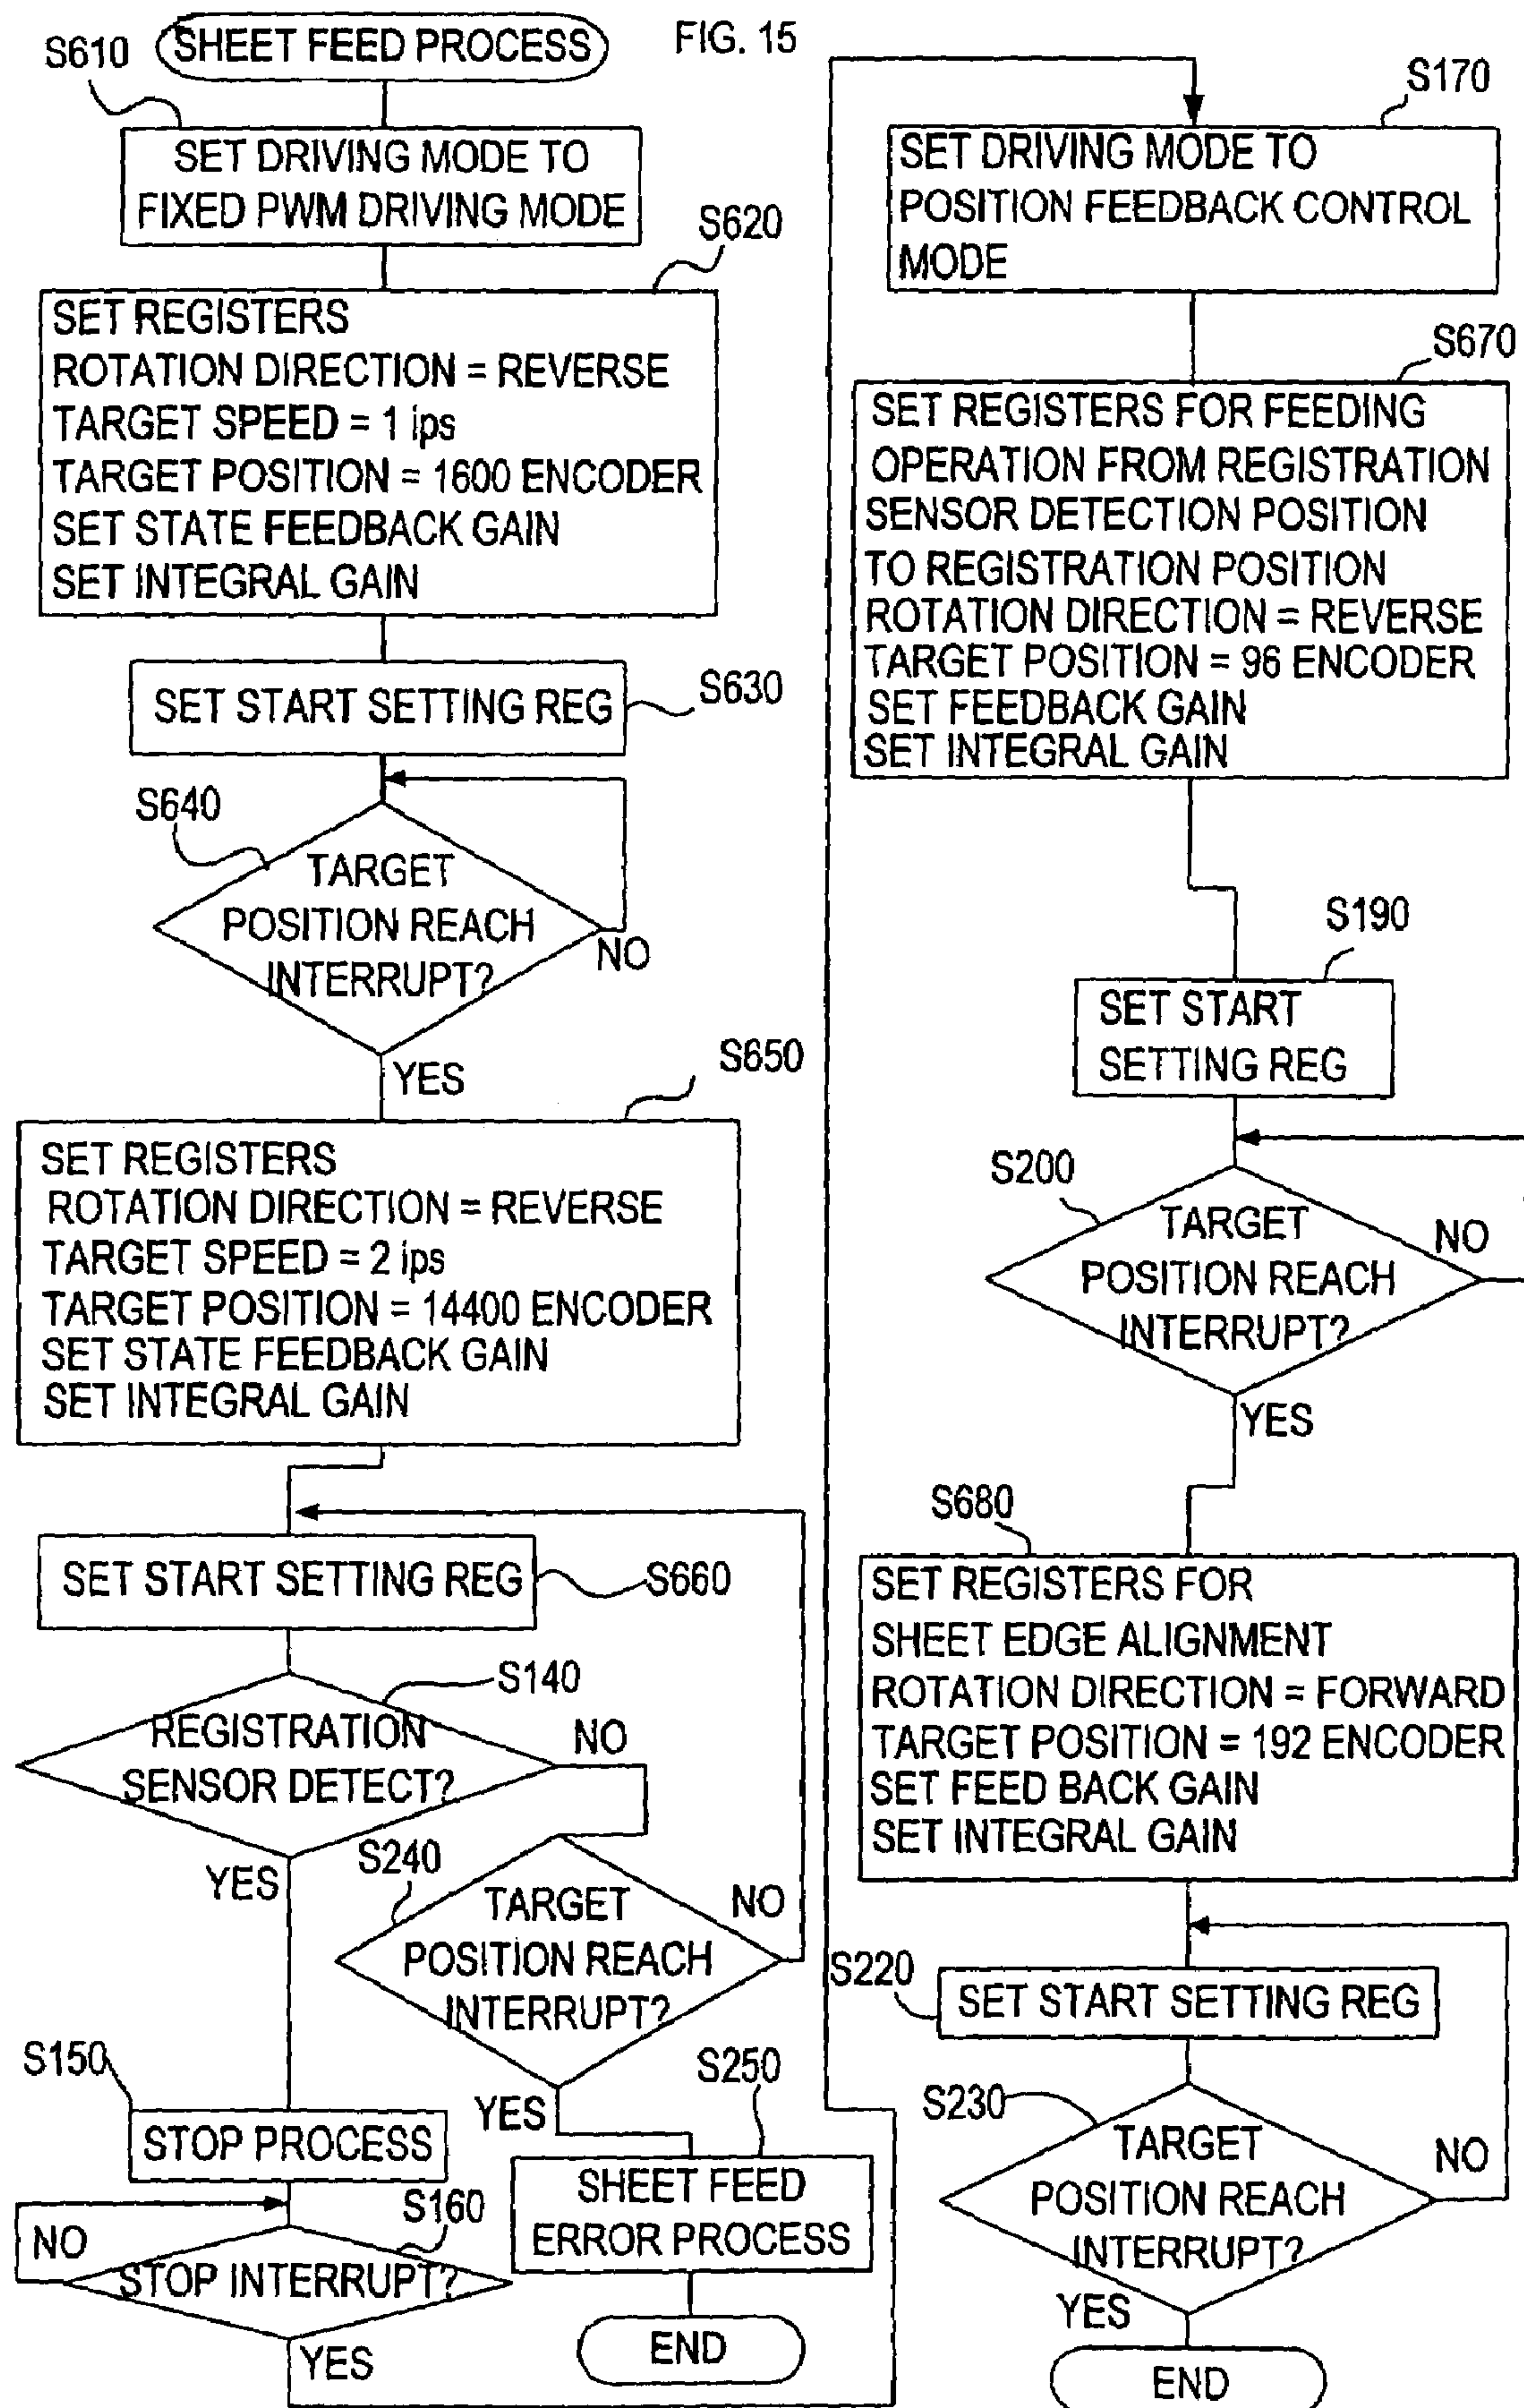 FIG. 15
SHEET FEED PROCESS
S610
SET DRIVING MODE TO
FIXED PWM DRIVING MODE
S620
SET REGISTERS
ROTATION DIRECTION = REVERSE
TARGET SPEED = 1 ips
TARGET POSITION = 1600 ENCODER
SET STATE FEEDBACK GAIN
SET INTEGRAL GAIN
SET START SETTING REG
S630
S640
TARGET
POSITION REACH
INTERRUPT?
NO
YES
S650
SET REGISTERS
ROTATION DIRECTION = REVERSE
TARGET SPEED = 2 ips
TARGET POSITION = 14400 ENCODER
SET STATE FEEDBACK GAIN
SET INTEGRAL GAIN
SET START SETTING REG
S660
S140
REGISTRATION
SENSOR DETECT?
NO
YES
S240
TARGET
POSITION REACH
INTERRUPT?
NO
YES
S150
STOP PROCESS
S160
STOP INTERRUPT?
NO
YES
S250
SHEET FEED
ERROR PROCESS
END
S170
SET DRIVING MODE TO
POSITION FEEDBACK CONTROL
MODE
S670
SET REGISTERS FOR FEEDING
OPERATION FROM REGISTRATION
SENSOR DETECTION POSITION
TO REGISTRATION POSITION
ROTATION DIRECTION = REVERSE
TARGET POSITION = 96 ENCODER
SET FEEDBACK GAIN
SET INTEGRAL GAIN
S190
SET START
SETTING REG
S200
TARGET
POSITION REACH
INTERRUPT?
NO
YES
S680
SET REGISTERS FOR
SHEET EDGE ALIGNMENT
ROTATION DIRECTION = FORWARD
TARGET POSITION = 192 ENCODER
SET FEED BACK GAIN
SET INTEGRAL GAIN
S220
SET START SETTING REG
S230
TARGET
POSITION REACH
INTERRUPT?
NO
YES
END